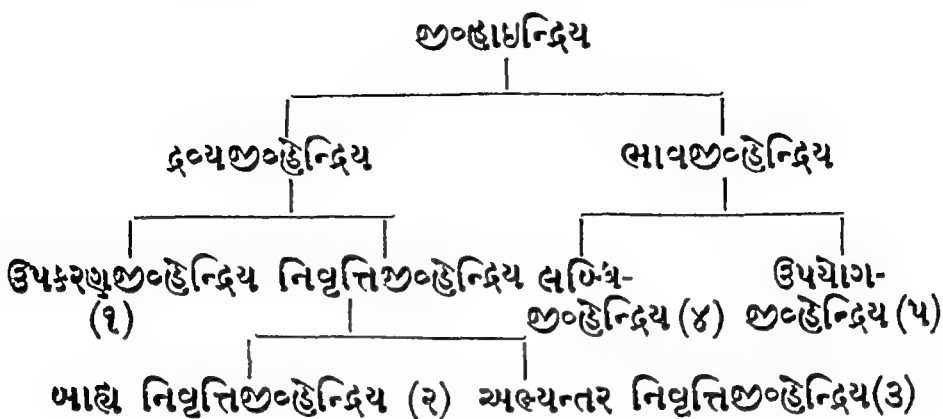 જીવ્હાઇન્દ્રિય
દ્રવ્યજીવ્હેન્દ્રિય ભાવજીવ્હેન્દ્રિય
ઉપકરણજીવ્હેન્દ્રિય નિવૃત્તિજીવ્હેન્દ્રિય લબ્ધિ- ઉપયોગ-
(૧) જીવ્હેન્દ્રિય (૪) જીવ્હેન્દ્રિય (૫)
બાહ્ય નિવૃત્તિજીવ્હેન્દ્રિય (૨) અભ્યન્તર નિવૃત્તિજીવ્હેન્દ્રિય(૩)